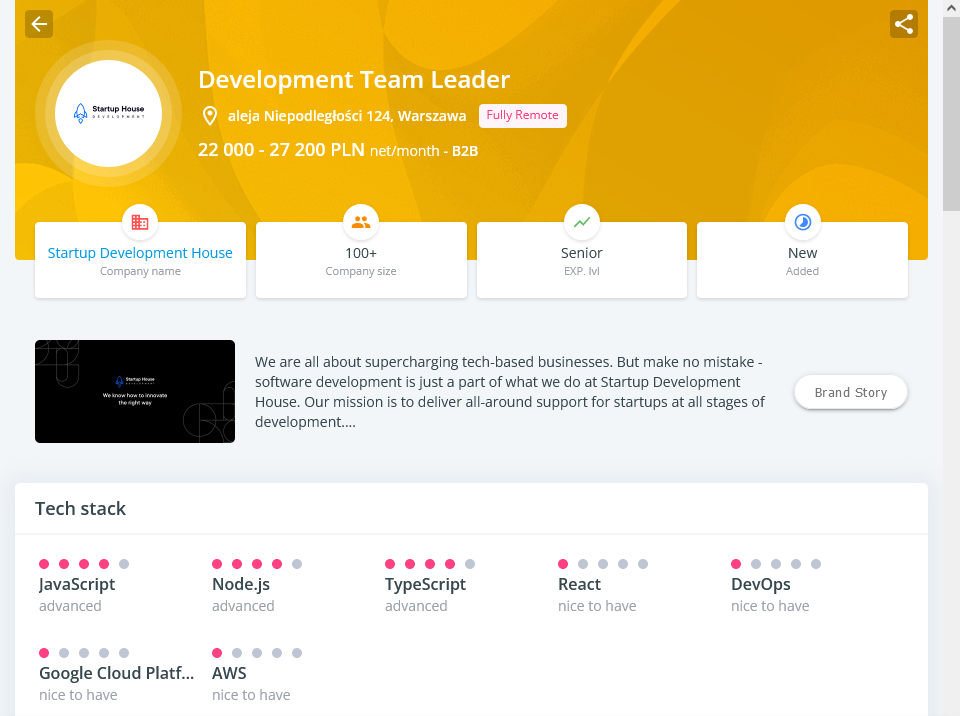 Startup House
DEVELOPMENT
Development Team Leader
aleja Niepodległości 124, Warszawa Fully Remote
22 000 - 27 200 PLN net/month - B2B
Startup Development House
Company name
100+
Company size
Senior
EXP. lvl
New
Added
Startup House
DEVELOPMENT
We know how to innovate
the right way
We are all about supercharging tech-based businesses. But make no mistake -
software development is just a part of what we do at Startup Development
House. Our mission is to deliver all-around support for startups at all stages of
development....
Brand Story
Tech stack
JavaScript
advanced
Node.js
advanced
TypeScript
advanced
React
nice to have
DevOps
nice to have
Google Cloud Platf...
nice to have
AWS
nice to have